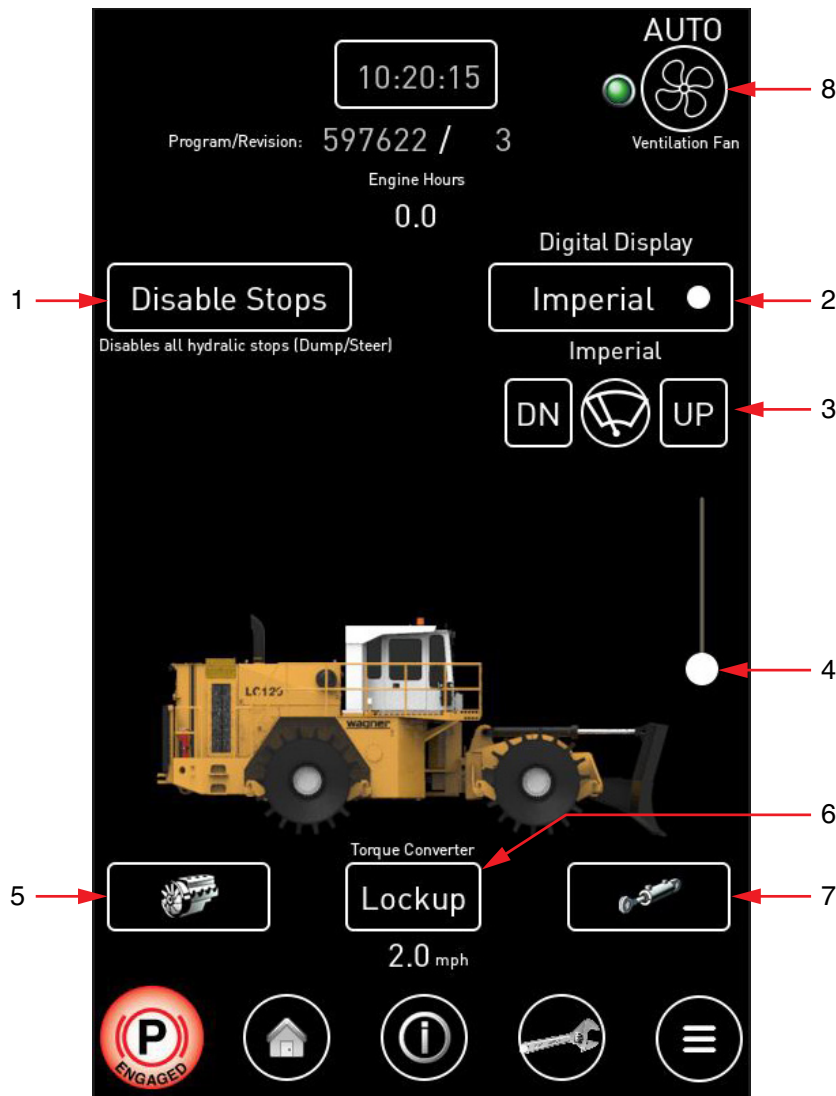 AUTO
10:20:15
8
Program/Revision: 597622 / 3
Ventilation Fan
Engine Hours
0.0
Digital Display
1
Disable Stops
Imperial
2
Disables all hydralic stops (Dump/Steer)
Imperial
DN
UP
3
4
LC120
wagner
6
Torque Converter
5
Lockup
7
2.0 mph
P
ENGAGED
i